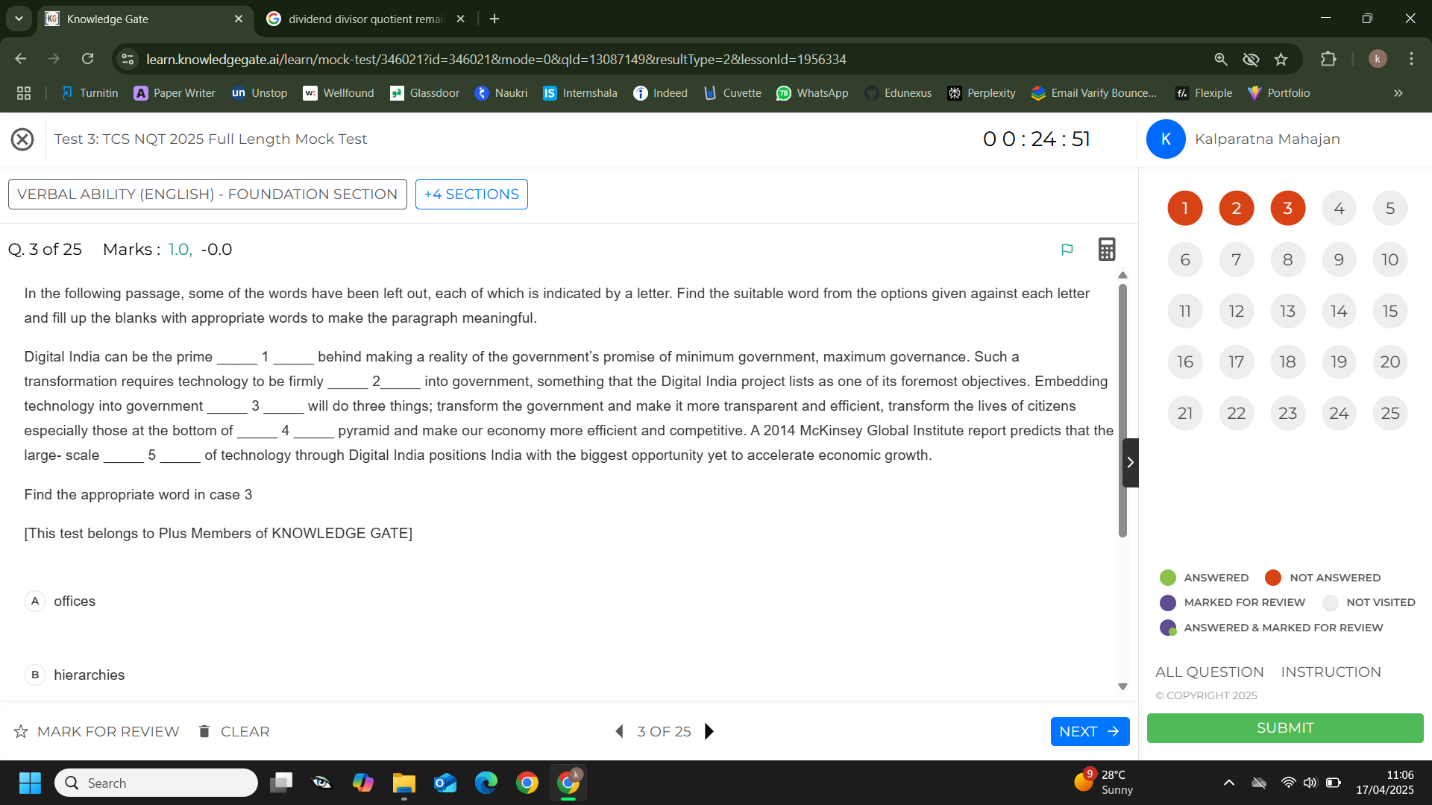 Knowledge Gate
dividend divisor quotient remai
learn.knowledgegate.ai/learn/mock-test/346021?id=346021&mode=0&qId=13087149&resultType=2&lessonId=1956334
k
Turnitin
A Paper Writer
un Unstop
w: Wellfound
Glassdoor
Naukri
IS Internshala
Indeed
Cuvette
Edunexus
WhatsApp
Perplexity
Email Varify Bounce...
Flexiple
Portfolio
Test 3: TCS NQT 2025 Full Length Mock Test
00:24:51
K
Kalparatna Mahajan
VERBAL ABILITY (ENGLISH) - FOUNDATION SECTION
+4 SECTIONS
Q. 3 of 25 Marks : 1.0, -0.0
In the following passage, some of the words have been left out, each of which is indicated by a letter. Find the suitable word from the options given against each letter
and fill up the blanks with appropriate words to make the paragraph meaningful.
Digital India can be the prime _____ 1 _____ behind making a reality of the government's promise of minimum government, maximum governance. Such a
transformation requires technology to be firmly _____ 2_____ into government, something that the Digital India project lists as one of its foremost objectives. Embedding
technology into government _____ 3 _____ will do three things; transform the government and make it more transparent and efficient, transform the lives of citizens
especially those at the bottom of _____ 4 _____ pyramid and make our economy more efficient and competitive. A 2014 McKinsey Global Institute report predicts that the
large- scale _____ 5 _____ of technology through Digital India positions India with the biggest opportunity yet to accelerate economic growth.
Find the appropriate word in case 3
[This test belongs to Plus Members of KNOWLEDGE GATE]
A offices
B hierarchies
MARK FOR REVIEW
CLEAR
3 OF 25
NEXT
1 2 3 4 5
6 7 8 9 10
11 12 13 14 15
16 17 18 19 20
21 22 23 24 25
ANSWERED
NOT ANSWERED
MARKED FOR REVIEW
NOT VISITED
ANSWERED & MARKED FOR REVIEW
ALL QUESTION
INSTRUCTION
© COPYRIGHT 2025
SUBMIT
Search
9
28°C
Sunny
11:06
17/04/2025